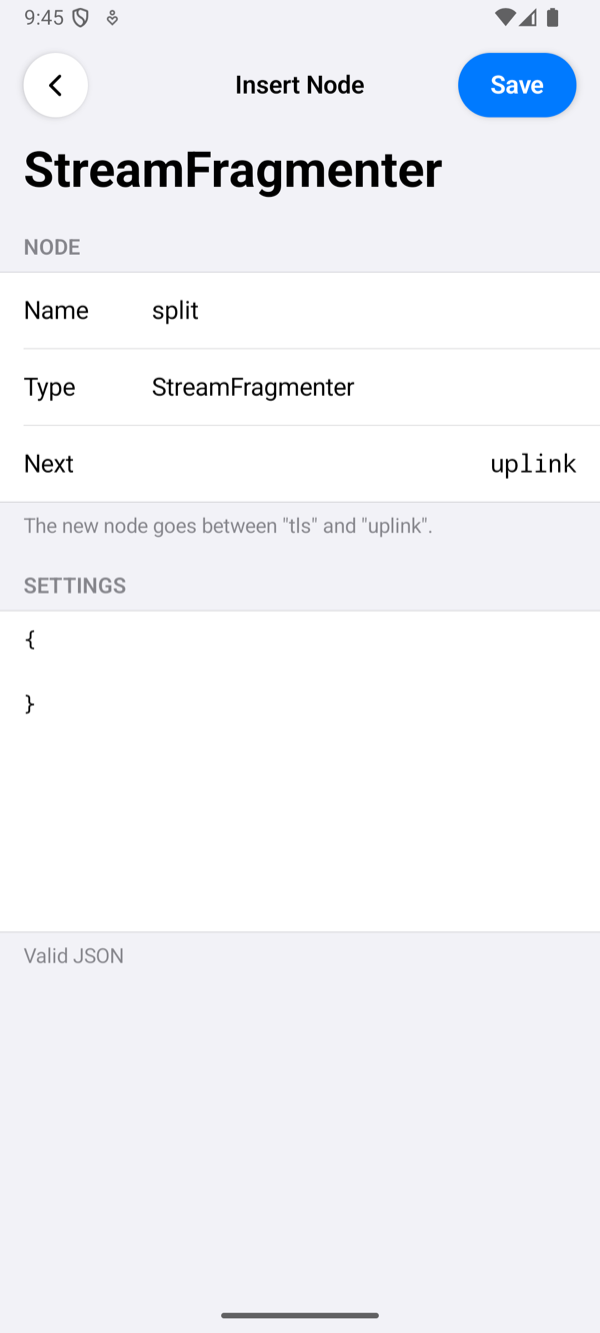 9:45
Insert Node
Save
StreamFragmenter
NODE
Name split
Type StreamFragmenter
Next uplink
The new node goes between "tls" and "uplink".
SETTINGS
{
}
Valid JSON